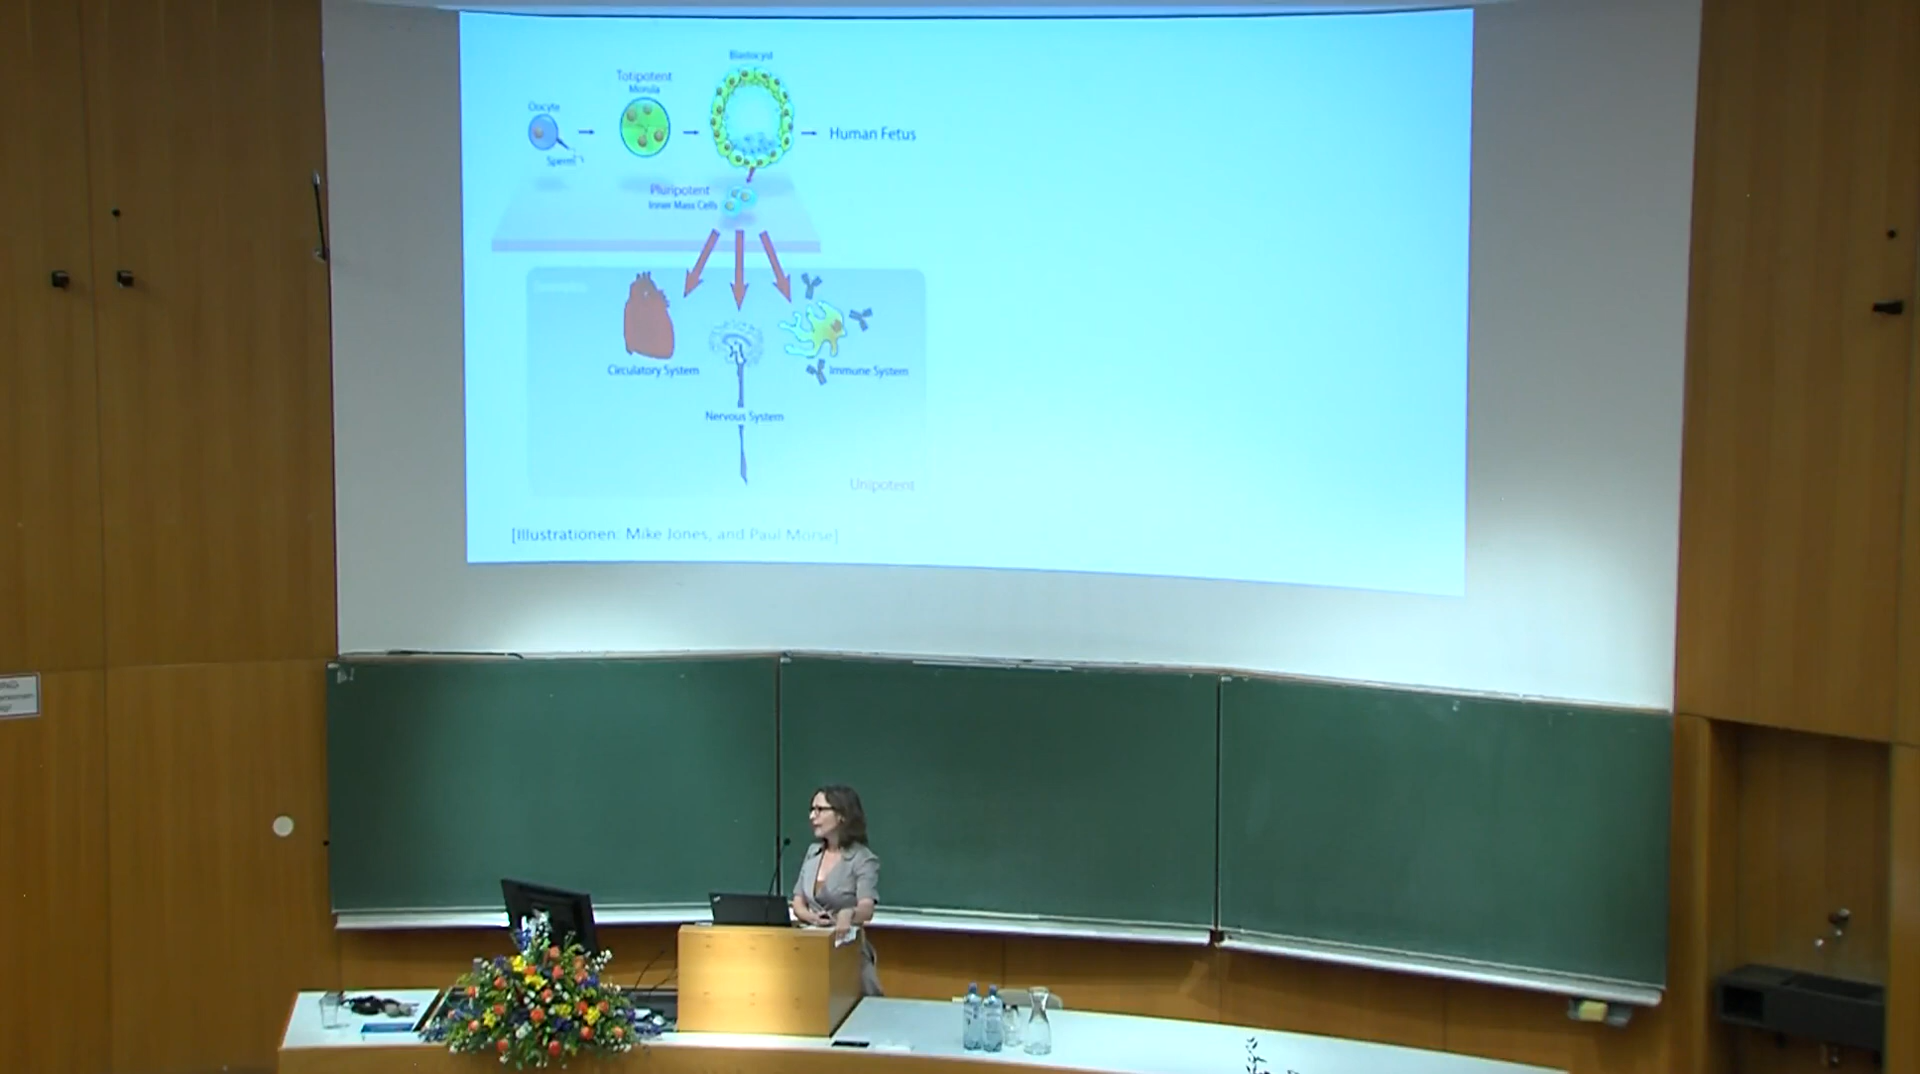 Blastocyst
Totipotent
Morula
Oocyte
Sperm
Human Fetus
Pluripotent
Inner Mass Cells
Circulatory System
Immune System
Nervous System
Unipotent
[Illustrationen: Mike Jones, and Paul Morse]